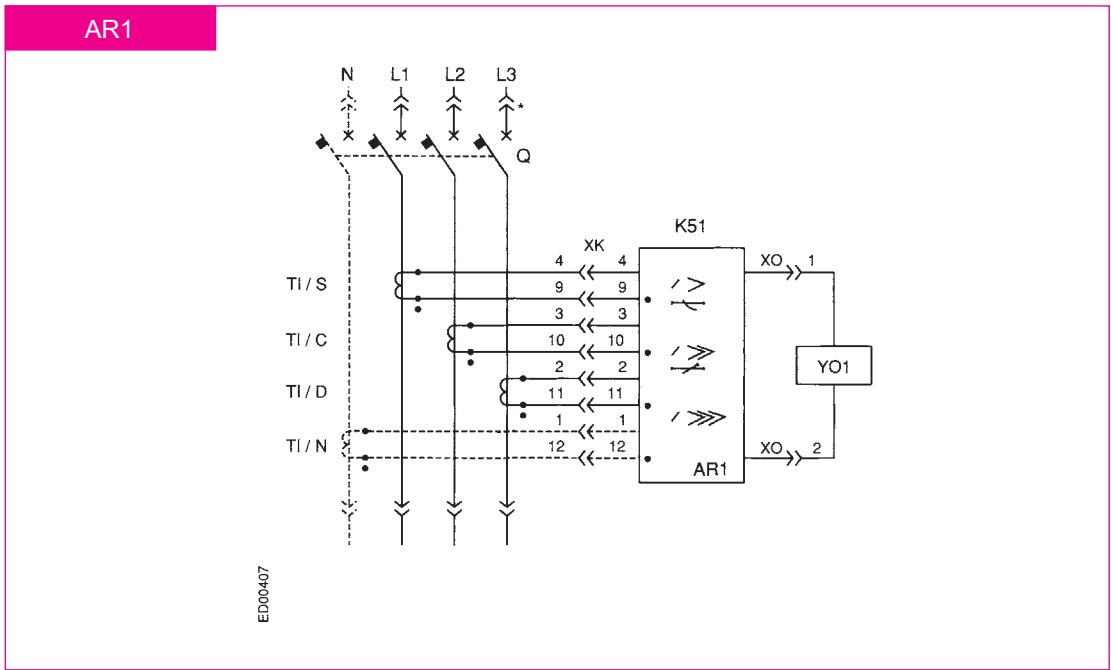 AR1
N L1 L2 L3
*
Q
K51
XK
TI / S
4 4
9 9
XO 1
TI / C
3 3
10 10
YO1
TI / D
2 2
11 11
TI / N
1 1
12 12
XO 2
AR1
ED00407